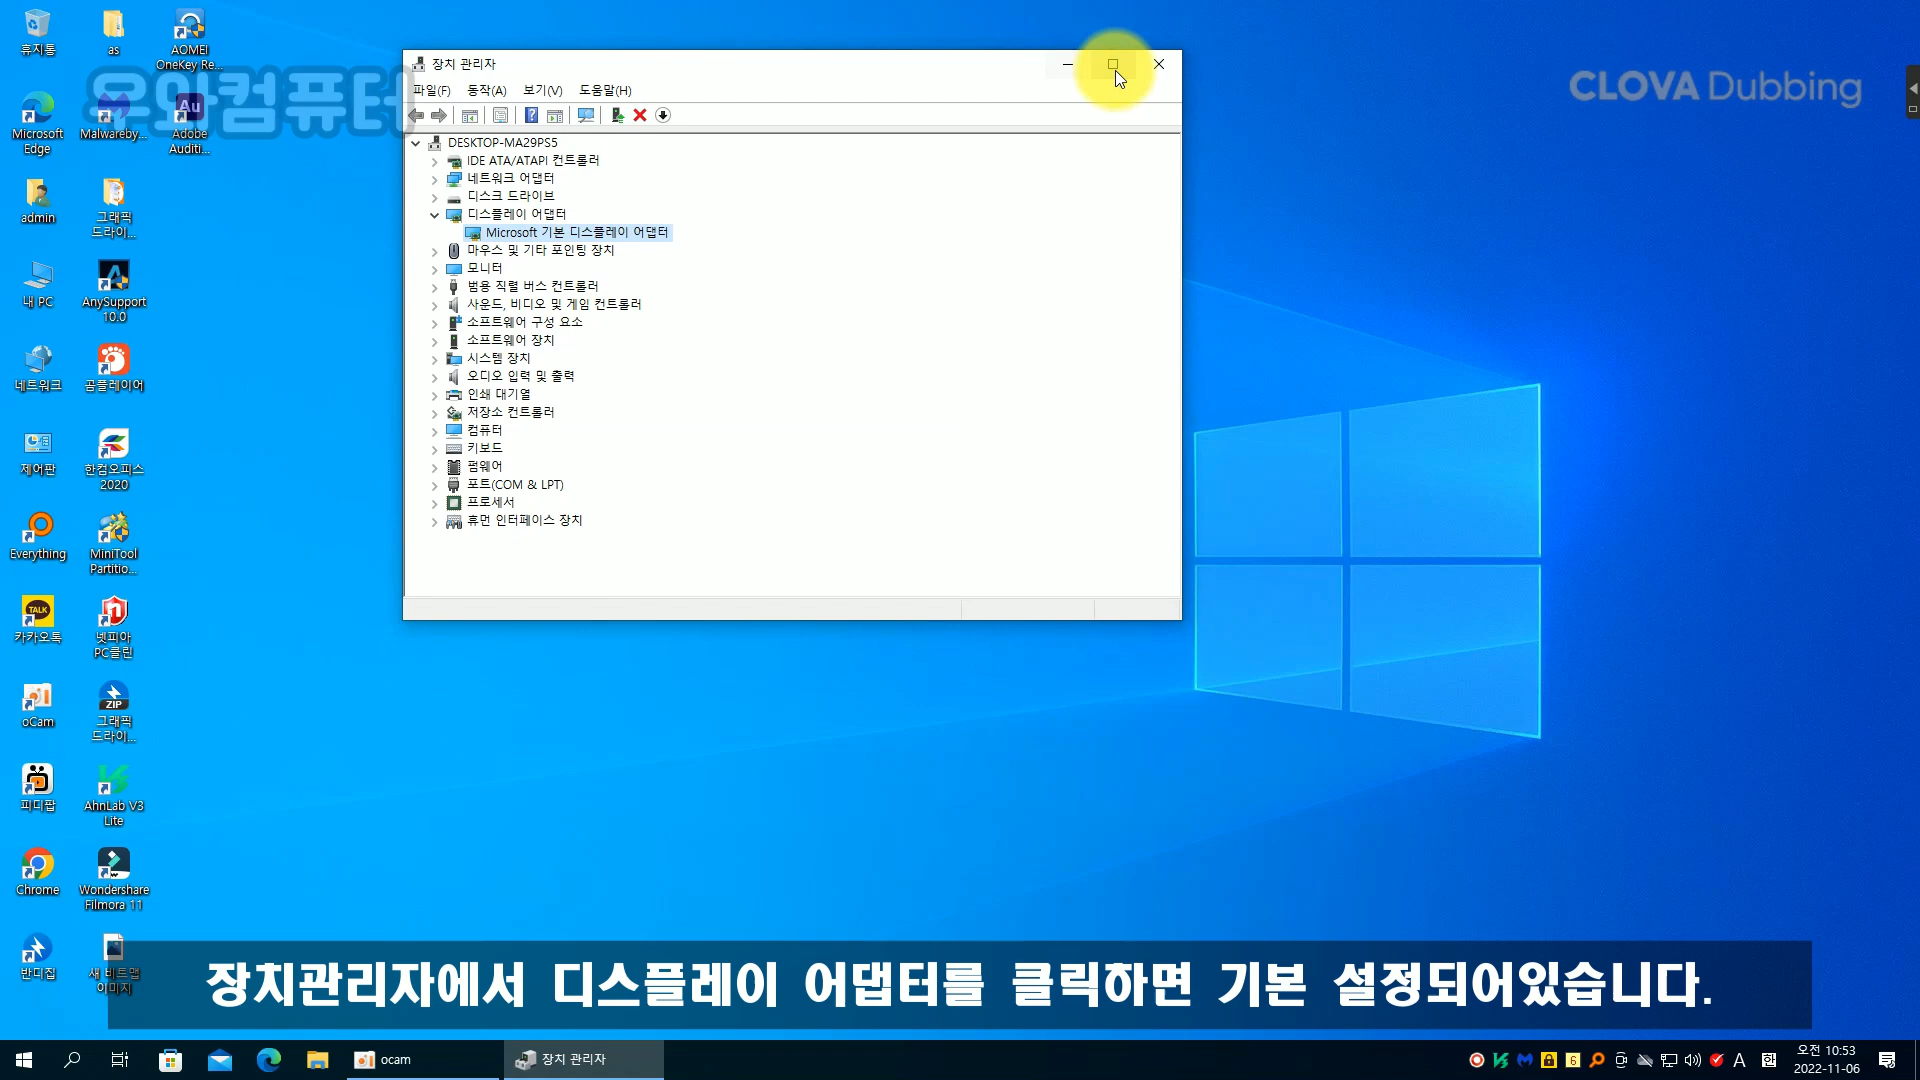 휴지통
as
AOMEI
OneKey Re...
우와컴퓨터
Microsoft
Edge
Malwareby...
Adobe
Auditi...
admin
그래픽
드라이...
내 PC
AnySupport
10.0
네트워크
곰플레이어
제어판
한컴오피스
2020
Everything
MiniTool
Partitio...
카카오톡
넷피아
PC클린
oCam
그래픽
드라이...
피디팝
AhnLab V3
Lite
Chrome
Wondershare
Filmora 11
반디집
새 비트맵
이미지
장치 관리자
파일(F) 동작(A) 보기(V) 도움말(H)
DESKTOP-MA29PS5
IDE ATA/ATAPI 컨트롤러
네트워크 어댑터
디스크 드라이브
디스플레이 어댑터
Microsoft 기본 디스플레이 어댑터
마우스 및 기타 포인팅 장치
모니터
범용 직렬 버스 컨트롤러
사운드, 비디오 및 게임 컨트롤러
소프트웨어 구성 요소
소프트웨어 장치
시스템 장치
오디오 입력 및 출력
인쇄 대기열
저장소 컨트롤러
컴퓨터
키보드
펌웨어
포트(COM & LPT)
프로세서
휴먼 인터페이스 장치
CLOVA Dubbing
장치관리자에서 디스플레이 어댑터를 클릭하면 기본 설정되어있습니다.
ocam
장치 관리자
6
A
한
오전 10:53
2022-11-06